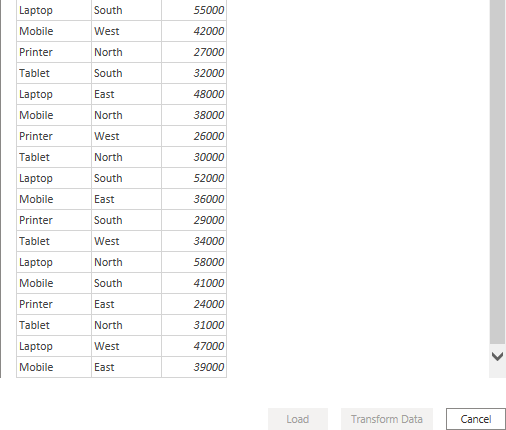 Laptop South 55000
Mobile West 42000
Printer North 27000
Tablet South 32000
Laptop East 48000
Mobile North 38000
Printer West 26000
Tablet North 30000
Laptop South 52000
Mobile East 36000
Printer South 29000
Tablet West 34000
Laptop North 58000
Mobile South 41000
Printer East 24000
Tablet North 31000
Laptop West 47000
Mobile East 39000
Load Transform Data Cancel